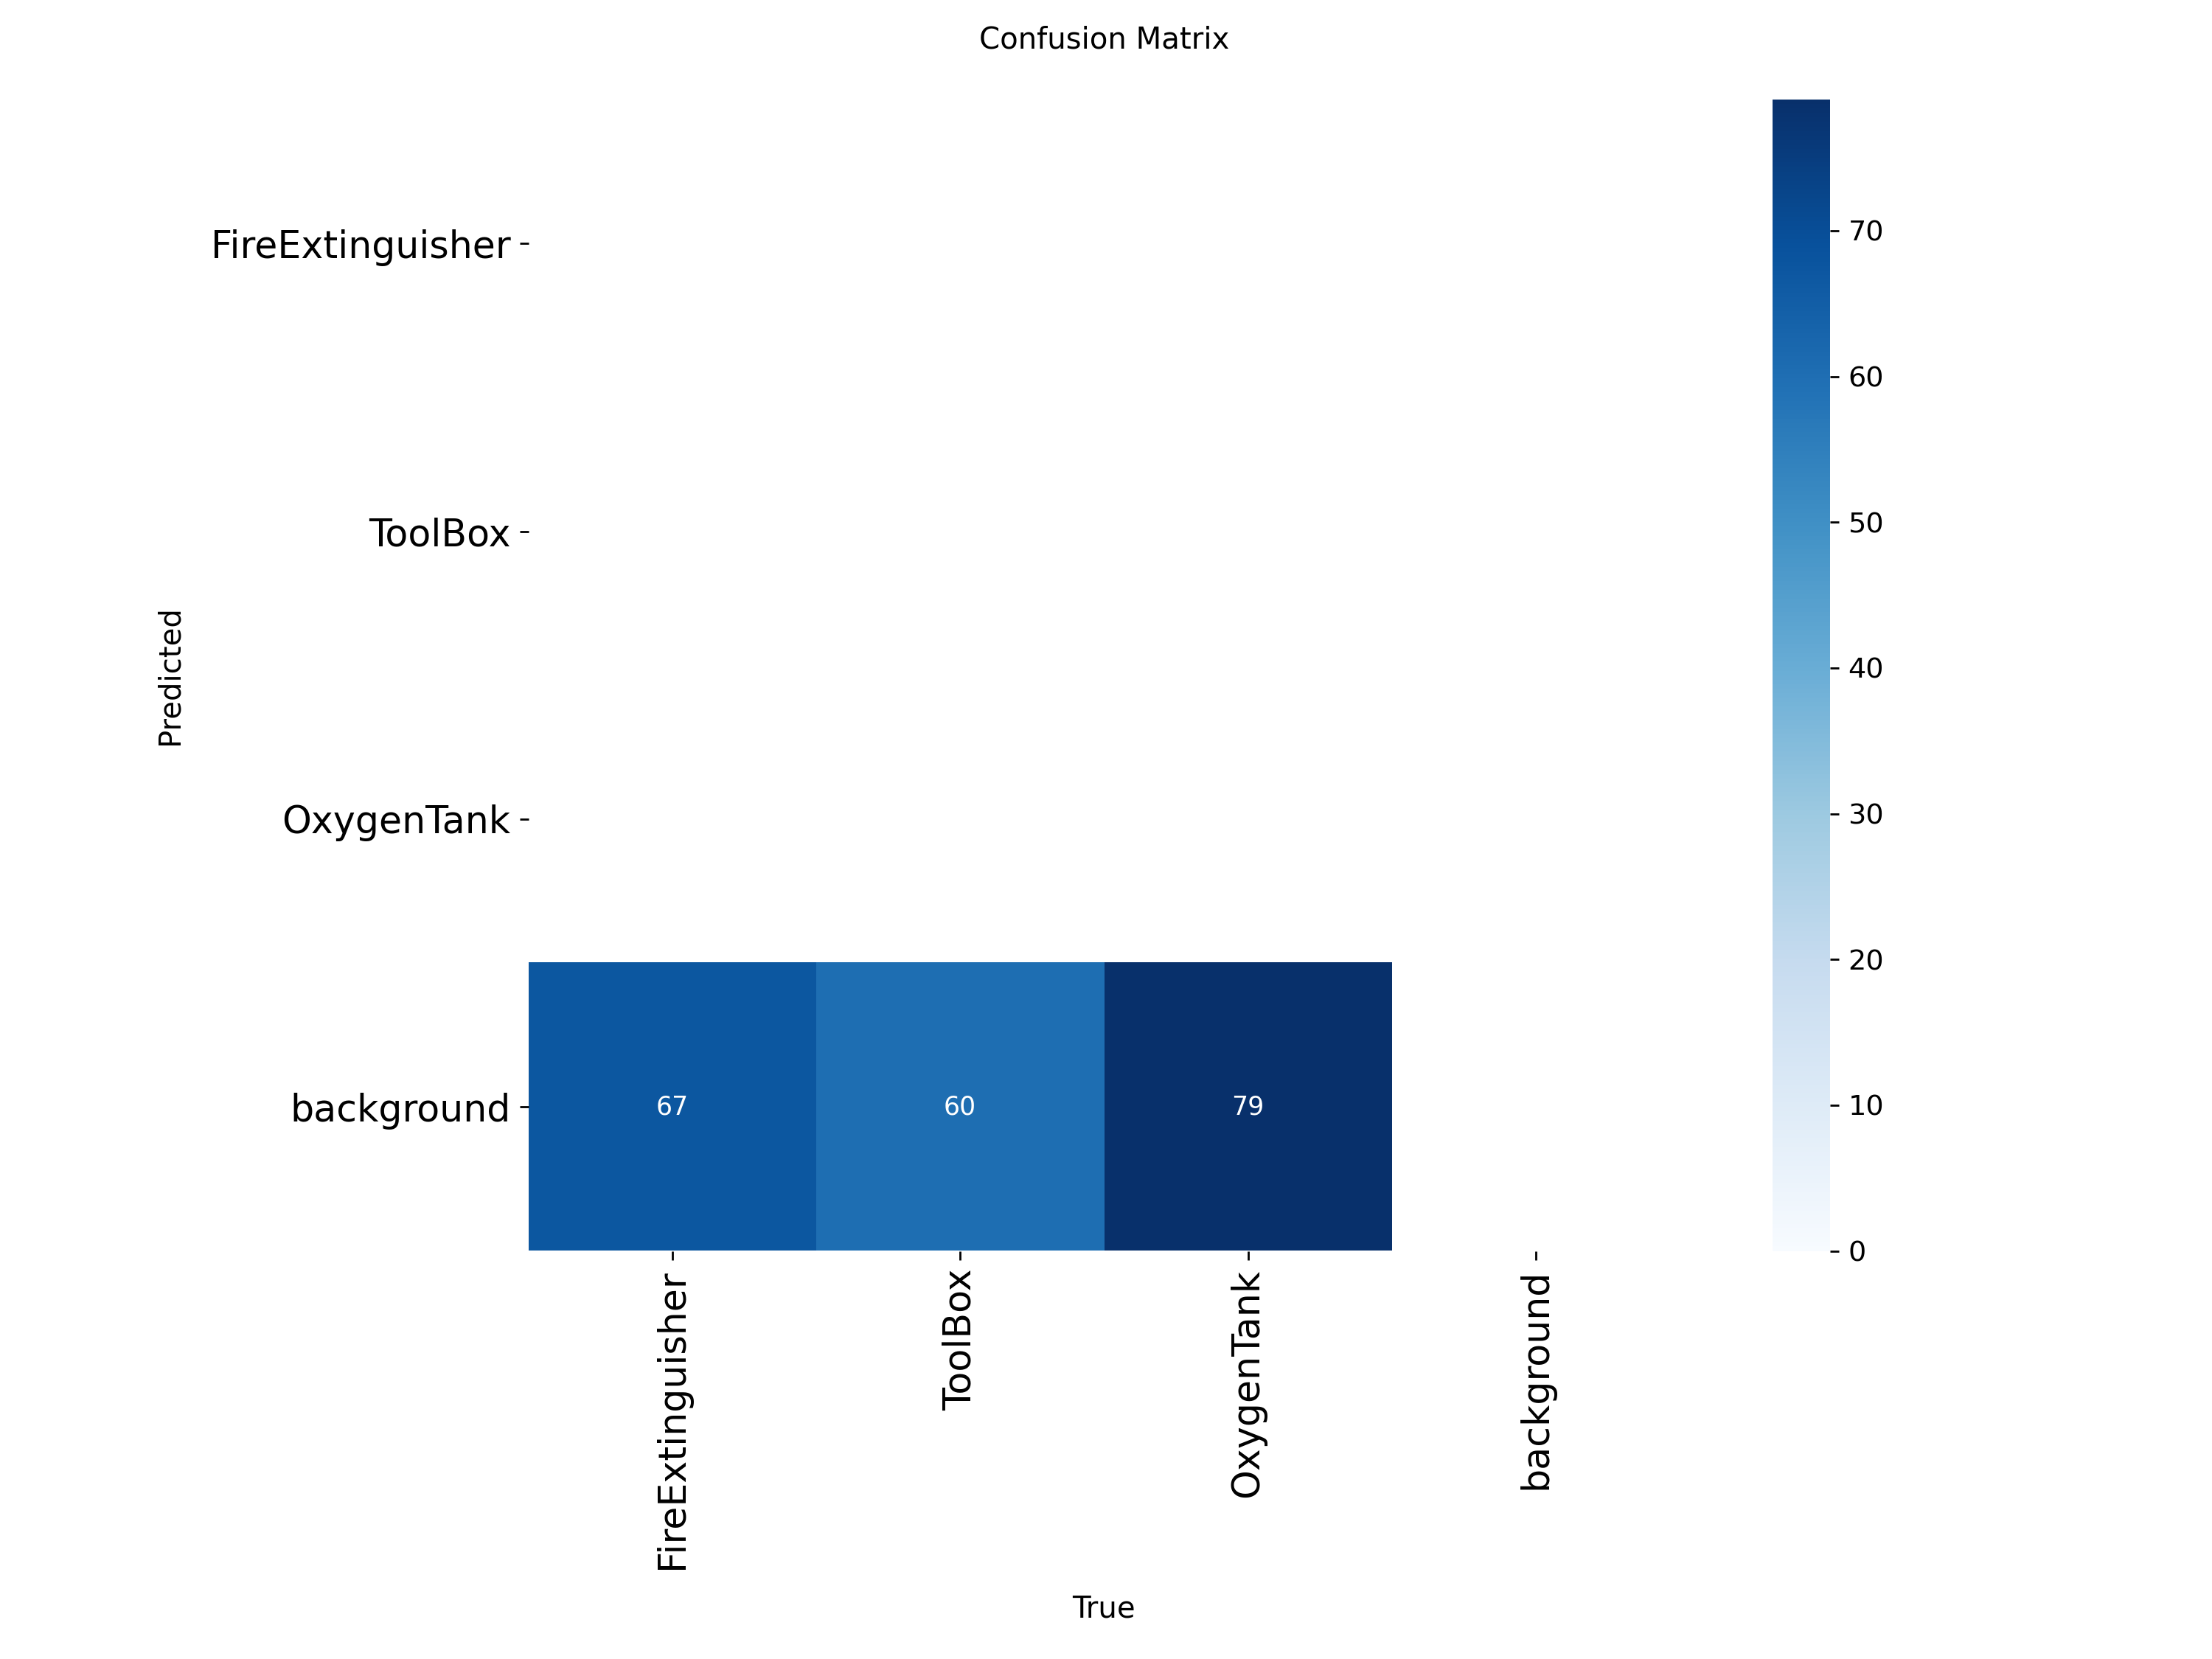 Confusion Matrix
FireExtinguisher
ToolBox
OxygenTank
background
Predicted
67
60
79
FireExtinguisher
ToolBox
OxygenTank
background
True
70
60
50
40
30
20
10
0